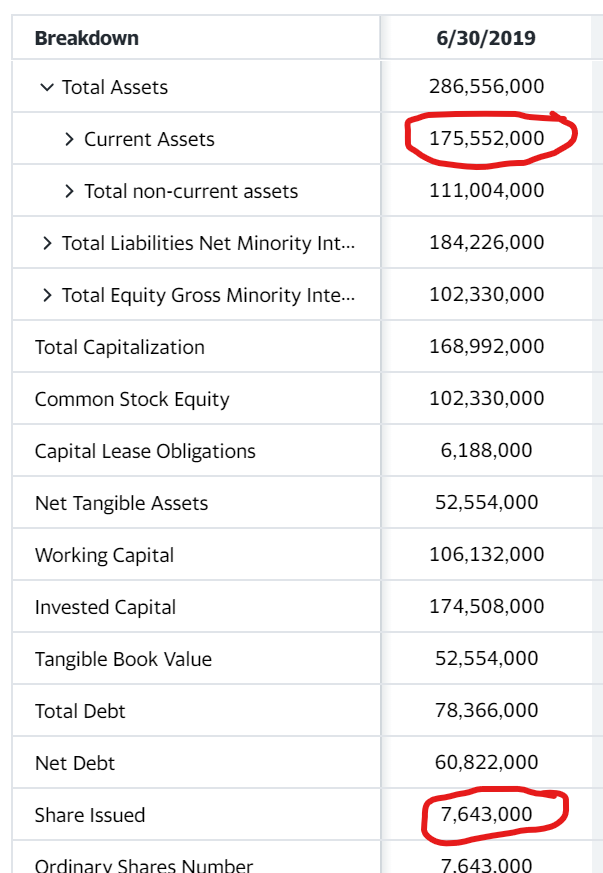 Breakdown 6/30/2019
Total Assets 286,556,000
Current Assets 175,552,000
Total non-current assets 111,004,000
Total Liabilities Net Minority Int... 184,226,000
Total Equity Gross Minority Inte... 102,330,000
Total Capitalization 168,992,000
Common Stock Equity 102,330,000
Capital Lease Obligations 6,188,000
Net Tangible Assets 52,554,000
Working Capital 106,132,000
Invested Capital 174,508,000
Tangible Book Value 52,554,000
Total Debt 78,366,000
Net Debt 60,822,000
Share Issued 7,643,000
Ordinary Shares Number 7,643,000